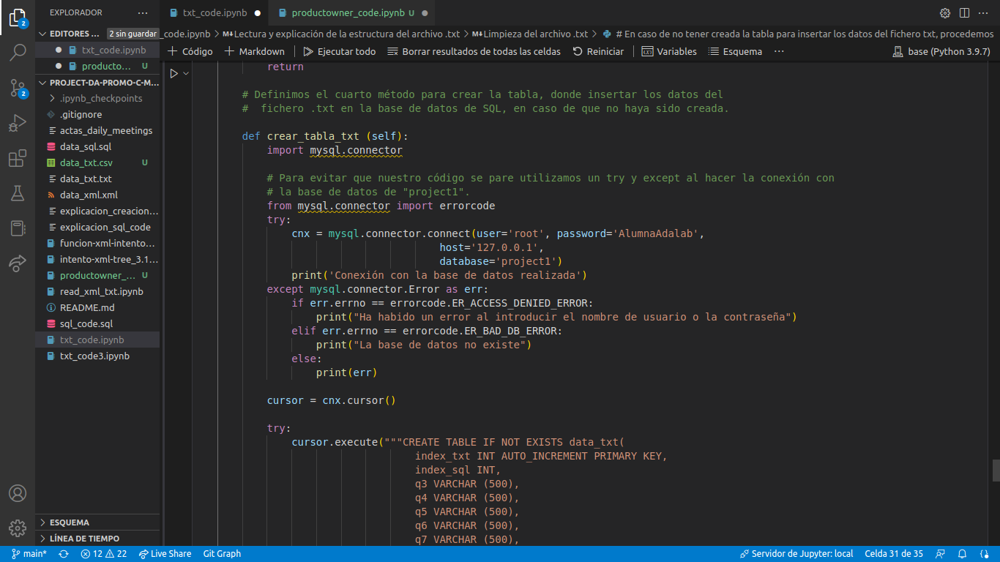 EXPLORADOR
EDITORES ... 2 sin guardar
txt_code.ipynb
producto... U
PROJECT-DA-PROMO-C-M...
.ipynb_checkpoints
.gitignore
actas_daily_meetings
data_sql.sql
data_txt.csv U
data_txt.txt
data_xml.xml
explicacion_creacion...
explicacion_sql_code
funcion-xml-intento...
intento-xml-tree_3.1...
productowner_... U
read_xml_txt.ipynb
README.md
sql_code.sql
txt_code.ipynb
txt_code3.ipynb
ESQUEMA
LÍNEA DE TIEMPO
2
2
txt_code.ipynb
productowner_code.ipynb U
_code.ipynb > M↓Lectura y explicación de la estructura del archivo .txt > M↓Limpieza del archivo .txt > # En caso de no tener creada la tabla para insertar los datos del fichero txt, procedemos
+ Código + Markdown Ejecutar todo Borrar resultados de todas las celdas Reiniciar Variables Esquema ... base (Python 3.9.7)
return
# Definimos el cuarto método para crear la tabla, donde insertar los datos del
#  fichero .txt en la base de datos de SQL, en caso de que no haya sido creada.
def crear_tabla_txt (self):
import mysql.connector
# Para evitar que nuestro código se pare utilizamos un try y except al hacer la conexión con
# la base de datos de "project1".
from mysql.connector import errorcode
try:
cnx = mysql.connector.connect(user='root', password='AlumnaAdalab',
host='127.0.0.1',
database='project1')
print('Conexión con la base de datos realizada')
except mysql.connector.Error as err:
if err.errno == errorcode.ER_ACCESS_DENIED_ERROR:
print("Ha habido un error al introducir el nombre de usuario o la contraseña")
elif err.errno == errorcode.ER_BAD_DB_ERROR:
print("La base de datos no existe")
else:
print(err)
cursor = cnx.cursor()
try:
cursor.execute("""CREATE TABLE IF NOT EXISTS data_txt(
index_txt INT AUTO_INCREMENT PRIMARY KEY,
index_sql INT,
q3 VARCHAR (500),
q4 VARCHAR (500),
q5 VARCHAR (500),
q6 VARCHAR (500),
q7 VARCHAR (500),
main* 12 22 Live Share Git Graph Servidor de Jupyter: local Celda 31 de 35